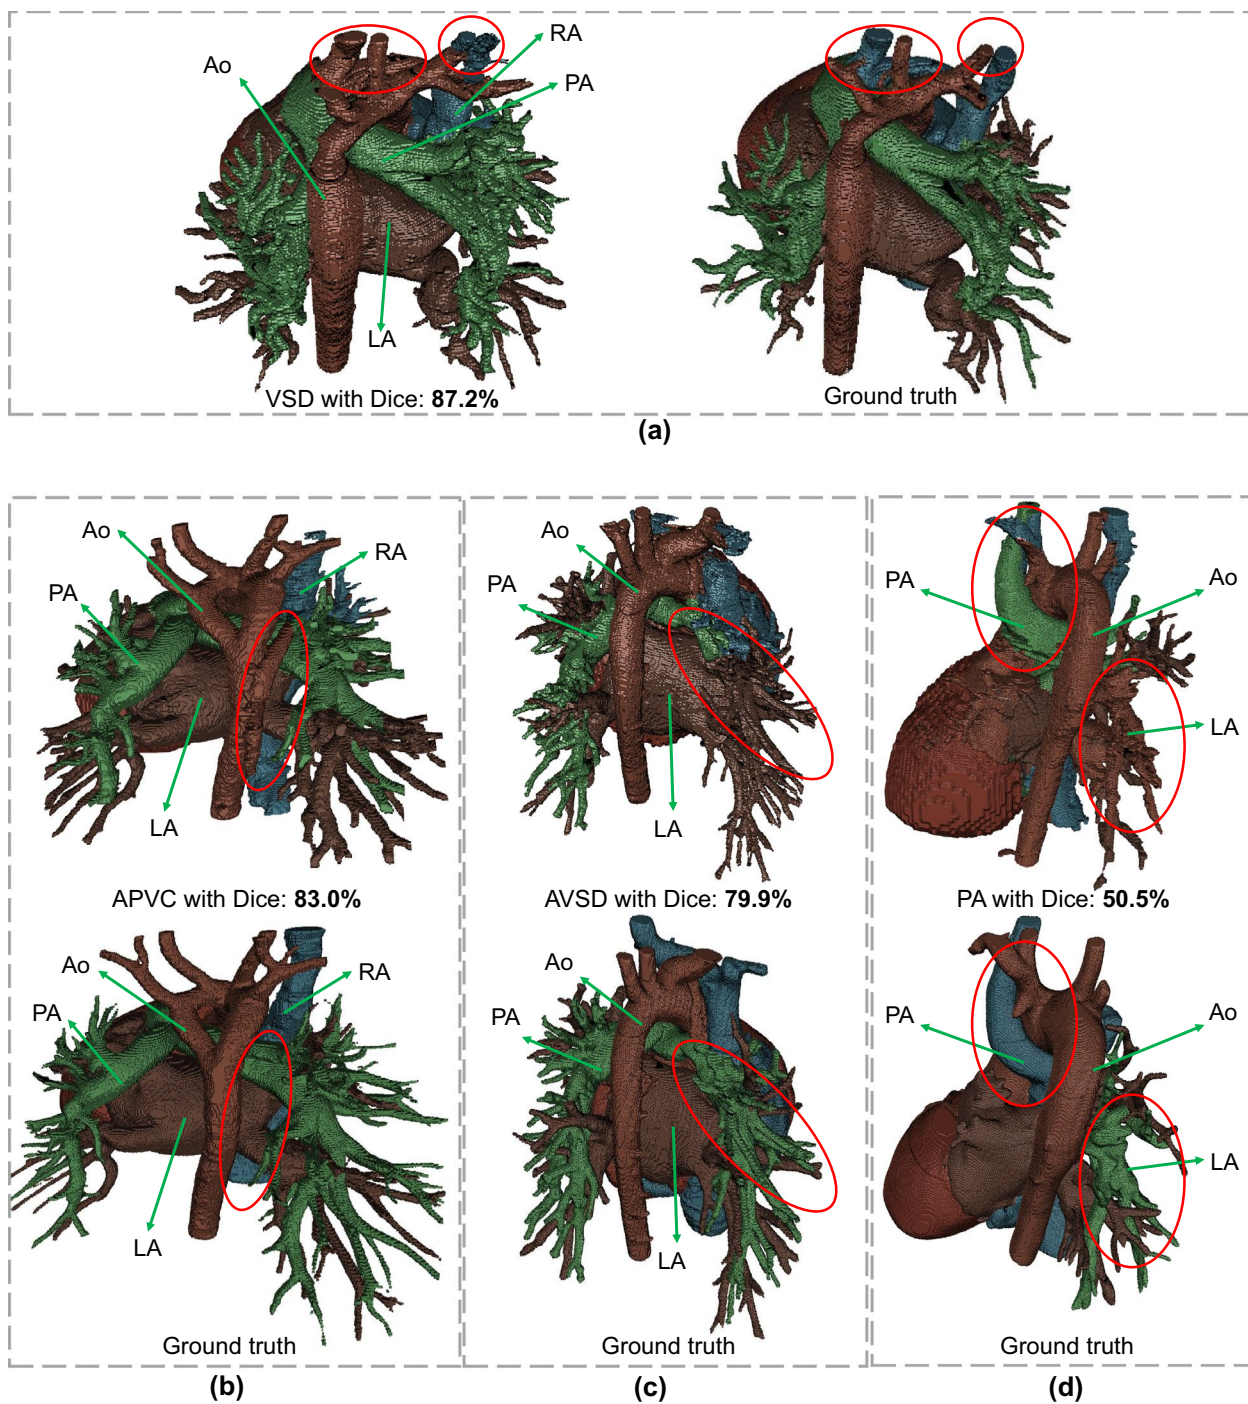 RA
Ao
PA
LA
VSD with Dice: 87.2%
Ground truth
(a)
Ao
RA
PA
LA
APVC with Dice: 83.0%
Ao
RA
PA
LA
Ground truth
(b)
Ao
PA
LA
AVSD with Dice: 79.9%
Ao
PA
LA
Ground truth
(c)
PA
Ao
LA
PA with Dice: 50.5%
PA
Ao
LA
Ground truth
(d)